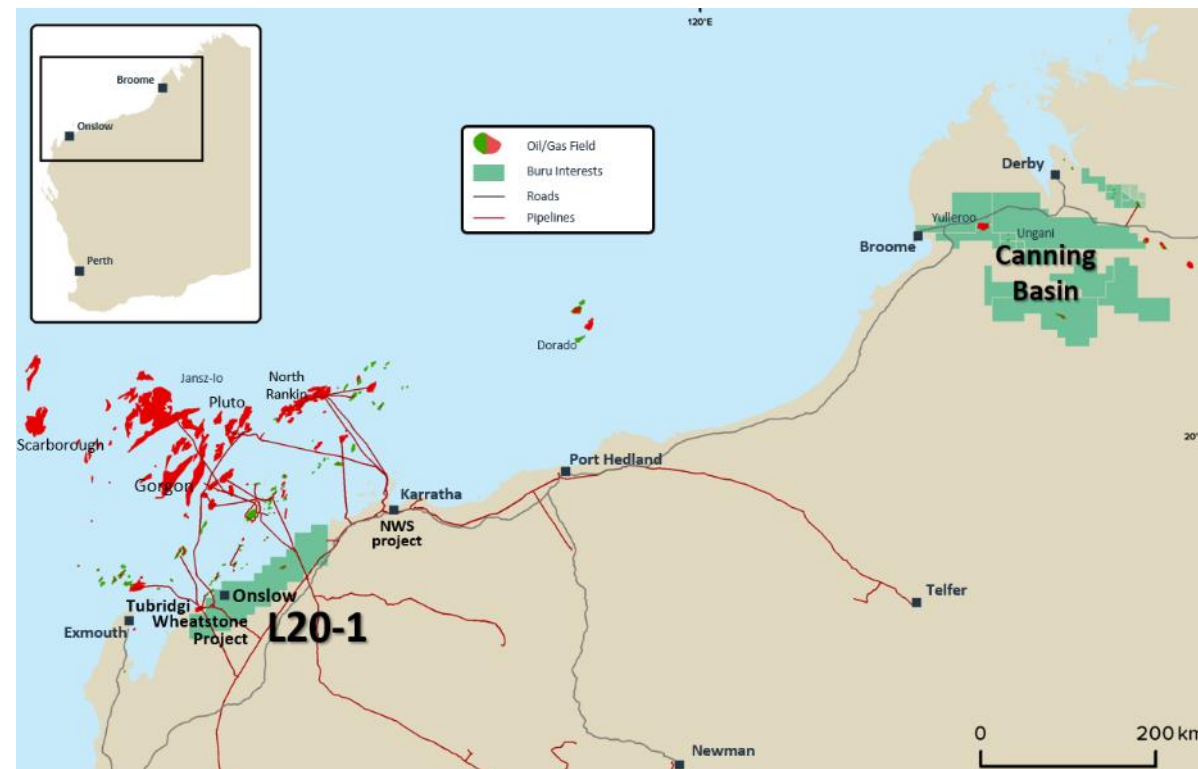 120°E
Broome
Onslow
Perth
Oil/Gas Field
Buru Interests
Roads
Pipelines
Derby
Yulleroo
Ungani
Broome
Canning
Basin
Dorado
Jansz-Io
North
Rankin
Pluto
Scarborough
20°
Port Hedland
Gorgon
Karratha
NWS
project
Onslow
Telfer
Tubridgi
Wheatstone
Project
L20-1
Exmouth
0
200 km
Newman